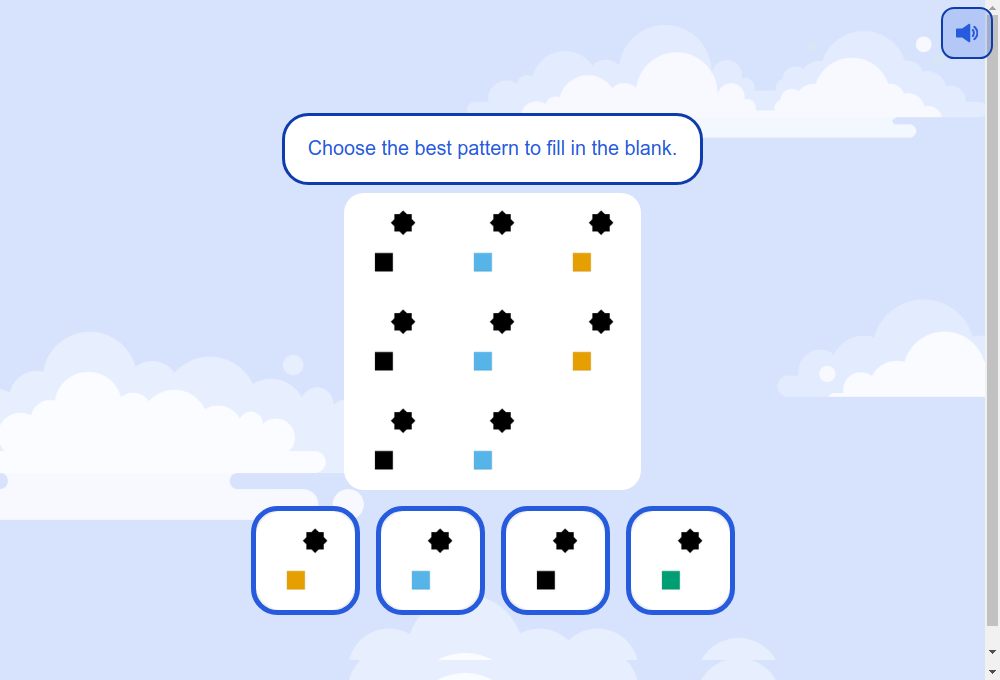 Choose the best pattern to fill in the blank.